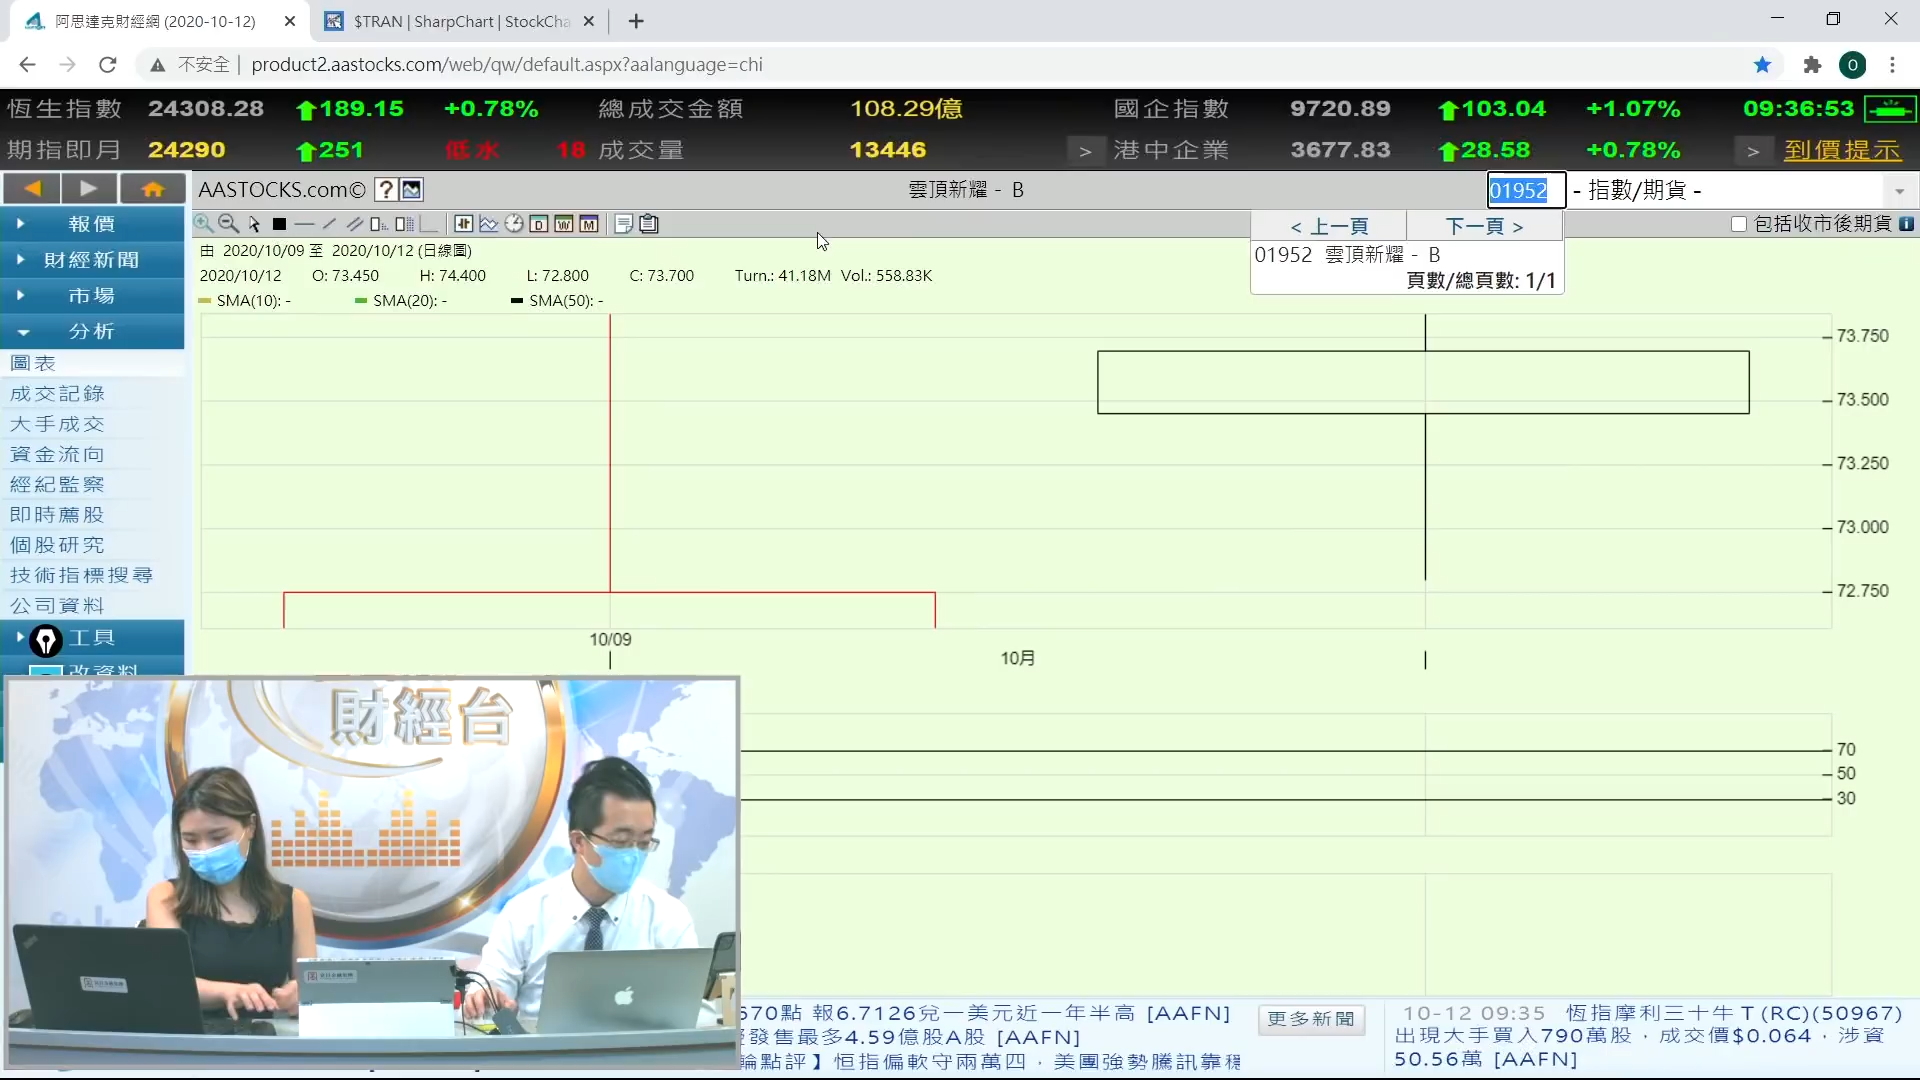 阿思達克財經網 (2020-10-12)
$TRAN | SharpChart | StockCha
不安全 | product2.aastocks.com/web/qw/default.aspx?aalanguage=chi
恆生指數 24308.28 189.15 +0.78% 總成交金額 108.29億 國企指數 9720.89 103.04 +1.07% 09:36:53
期指即月 24290 251 低水 18 成交量 13446 > 港中企業 3677.83 28.58 +0.78% > 到價提示
AASTOCKS.com© ? 雲頂新耀 - B 01952 - 指數/期貨 -
D W M < 上一頁 下一頁 > 包括收市後期貨
由 2020/10/09 至 2020/10/12 (日線圖)
01952 雲頂新耀 - B
頁數/總頁數: 1/1
2020/10/12 O: 73.450 H: 74.400 L: 72.800 C: 73.700 Turn.: 41.18M Vol.: 558.83K
SMA(10): - SMA(20): - SMA(50): -
報價
財經新聞
市場
分析
圖表
成交記錄
大手成交
資金流向
經紀監察
即時薦股
個股研究
技術指標搜尋
公司資料
工具
73.750
73.500
73.250
73.000
72.750
10/09
10月
70
50
30
財經台
670點 報6.7126兌一美元近一年半高 [AAFN]
發售最多4.59億股A股 [AAFN]
點評】恒指偏軟守兩萬四，美團強勢騰訊靠穩
更多新聞
10-12 09:35 恆指摩利三十牛T(RC)(50967)
出現大手買入790萬股，成交價$0.064，涉資
50.56萬 [AAFN]